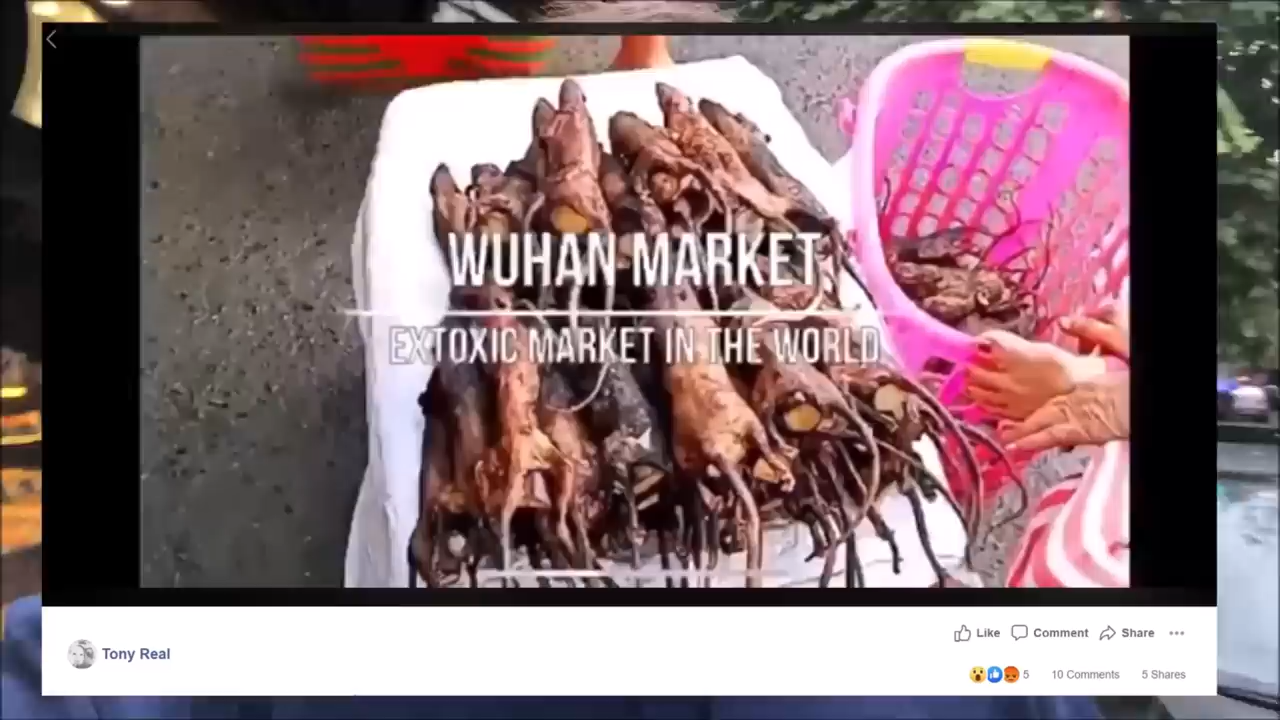 WUHAN MARKET
EXTOXIC MARKET IN THE WORLD
Like Comment Share
Tony Real
5 10 Comments 5 Shares